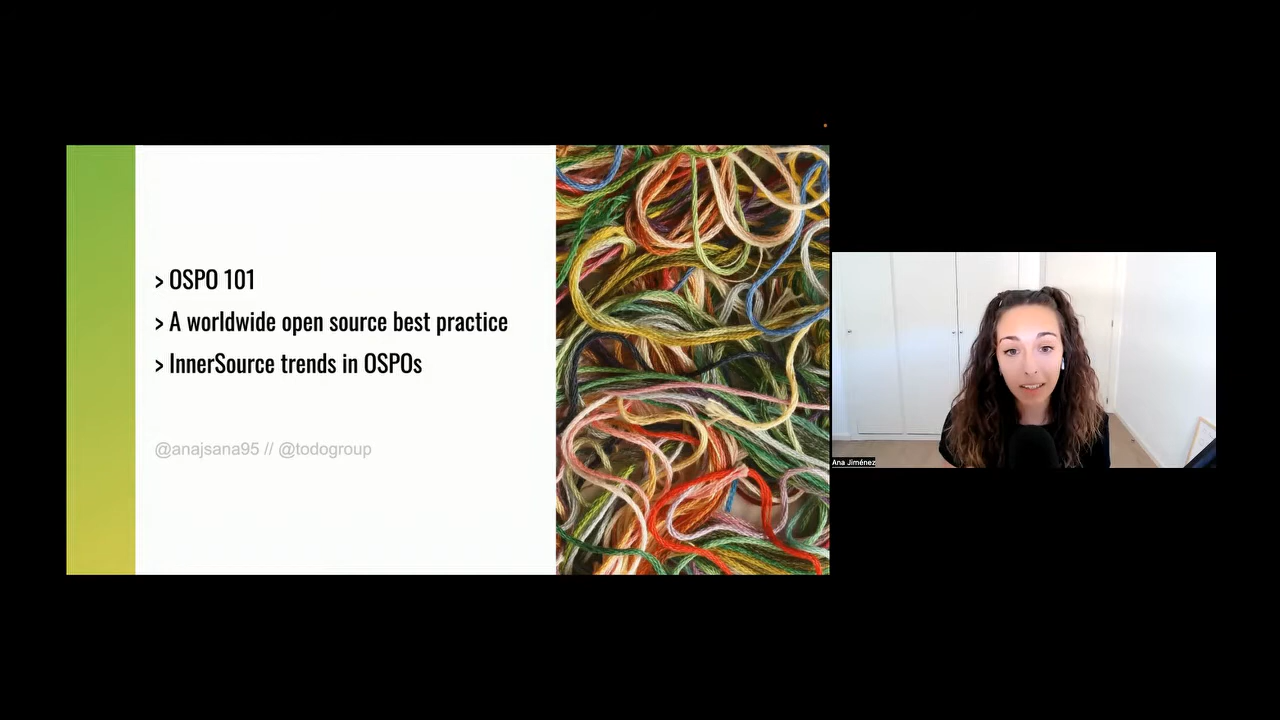 > OSPO 101
> A worldwide open source best practice
> InnerSource trends in OSPOs
@anajsana95 // @todogroup
Ana Jiménez